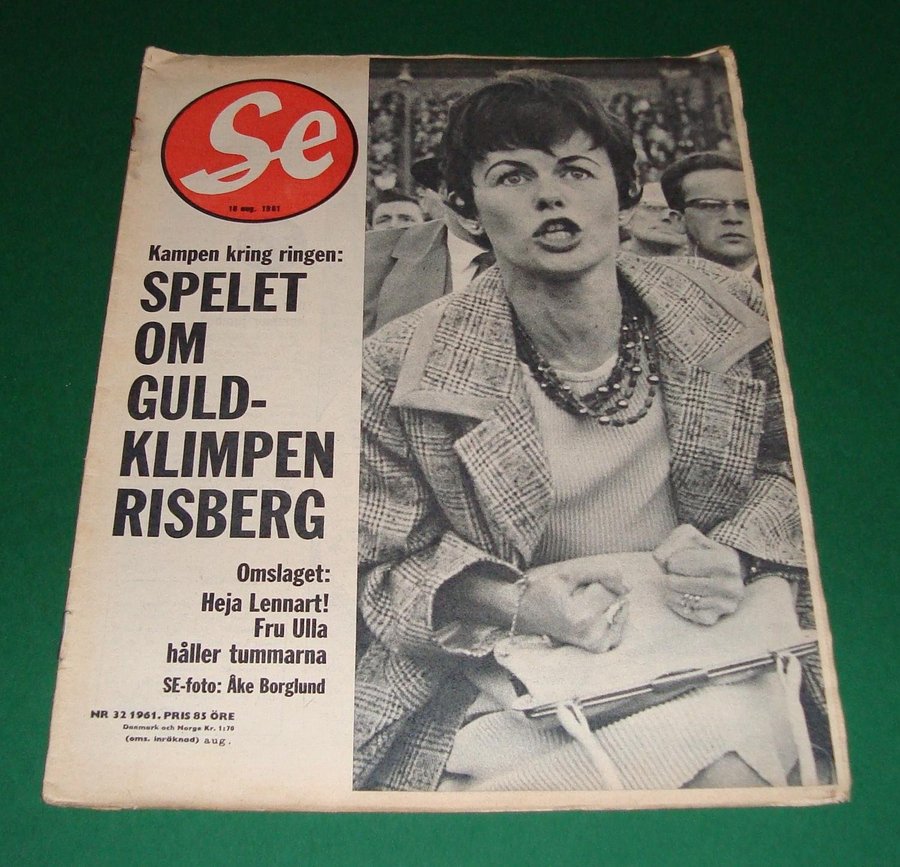 Se
10 aug. 1961
Kampen kring ringen:
SPELET
OM
GULD-
KLIMPEN
RISBERG
Omslaget:
Heja Lennart!
Fru Ulla
håller tummarna
SE-foto: Åke Borglund
NR 32 1961. PRIS 85 ÖRE
Danmark och Norge Kr. 1:70
(oms. inräknad) aug.